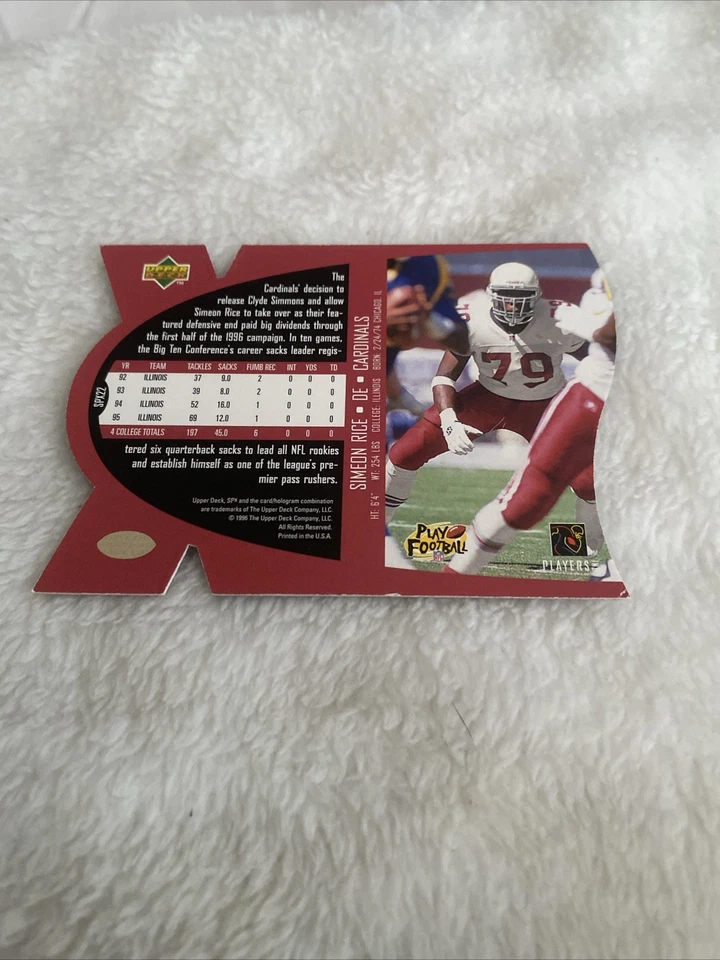 UPPER
DECK
TM
The
Cardinals' decision to
release Clyde Simmons and allow
Simeon Rice to take over as their fea-
tured defensive end paid big dividends through
the first half of the 1996 campaign. In ten games,
the Big Ten Conference's career sacks leader regis-
YR TEAM TACKLES SACKS FUMB REC INT YDS TD
92 ILLINOIS 37 9.0 2 0 0 0
93 ILLINOIS 39 8.0 2 0 0 0
94 ILLINOIS 52 16.0 1 0 0 0
95 ILLINOIS 69 12.0 1 0 0 0
4 COLLEGE TOTALS 197 45.0 6 0 0 0
tered six quarterback sacks to lead all NFL rookies
and establish himself as one of the league's pre-
mier pass rushers.
Upper Deck, SPx and the card/hologram combination
are trademarks of The Upper Deck Company, LLC.
© 1996 The Upper Deck Company, LLC.
All Rights Reserved.
Printed in the U.S.A.
SPX22
SIMEON RICE • DE • CARDINALS
HT: 6'4" WT: 254 LBS COLLEGE: ILLINOIS BORN: 2/24/74 CHICAGO, IL
79
PLAY
FOOTBALL
NFL
PLAYERS